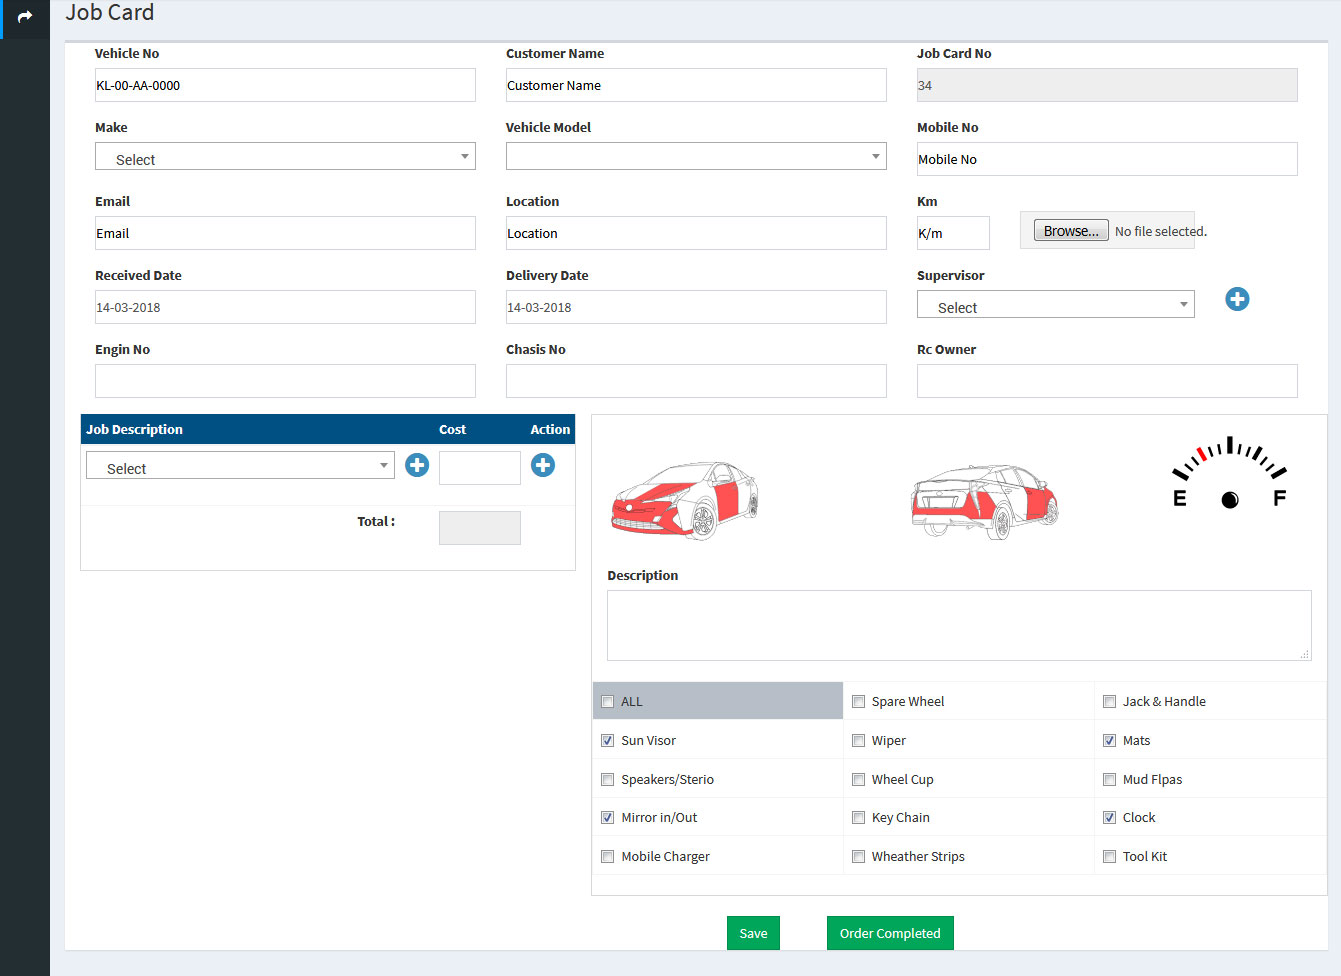 Job Card
Vehicle No Customer Name Job Card No
KL-00-AA-0000 Customer Name 34
Make Vehicle Model Mobile No
Select Mobile No
Email Location Km
Email Location K/m Browse... No file selected.
Received Date Delivery Date Supervisor
14-03-2018 14-03-2018 Select
Engin No Chasis No Rc Owner
Job Description Cost Action
Select
Total :
E F
Description
ALL Spare Wheel Jack & Handle
Sun Visor Wiper Mats
Speakers/Sterio Wheel Cup Mud Flpas
Mirror in/Out Key Chain Clock
Mobile Charger Wheather Strips Tool Kit
Save Order Completed